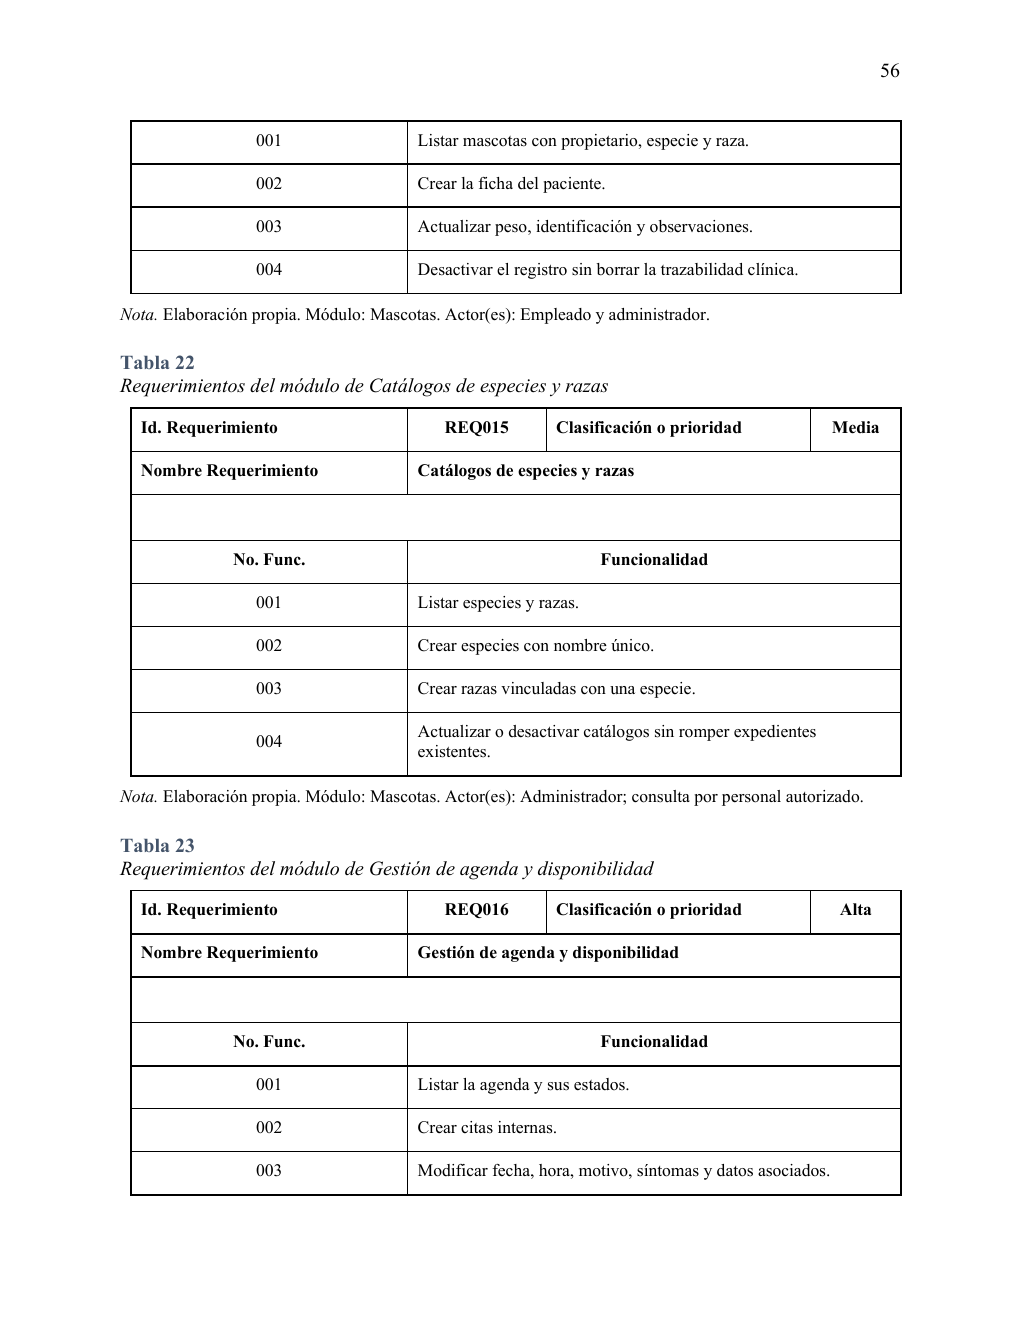 56
001 Listar mascotas con propietario, especie y raza.
002 Crear la ficha del paciente.
003 Actualizar peso, identificación y observaciones.
004 Desactivar el registro sin borrar la trazabilidad clínica.
Nota. Elaboración propia. Módulo: Mascotas. Actor(es): Empleado y administrador.
Tabla 22
Requerimientos del módulo de Catálogos de especies y razas
Id. Requerimiento REQ015 Clasificación o prioridad Media
Nombre Requerimiento Catálogos de especies y razas
No. Func. Funcionalidad
001 Listar especies y razas.
002 Crear especies con nombre único.
003 Crear razas vinculadas con una especie.
004 Actualizar o desactivar catálogos sin romper expedientes
existentes.
Nota. Elaboración propia. Módulo: Mascotas. Actor(es): Administrador; consulta por personal autorizado.
Tabla 23
Requerimientos del módulo de Gestión de agenda y disponibilidad
Id. Requerimiento REQ016 Clasificación o prioridad Alta
Nombre Requerimiento Gestión de agenda y disponibilidad
No. Func. Funcionalidad
001 Listar la agenda y sus estados.
002 Crear citas internas.
003 Modificar fecha, hora, motivo, síntomas y datos asociados.